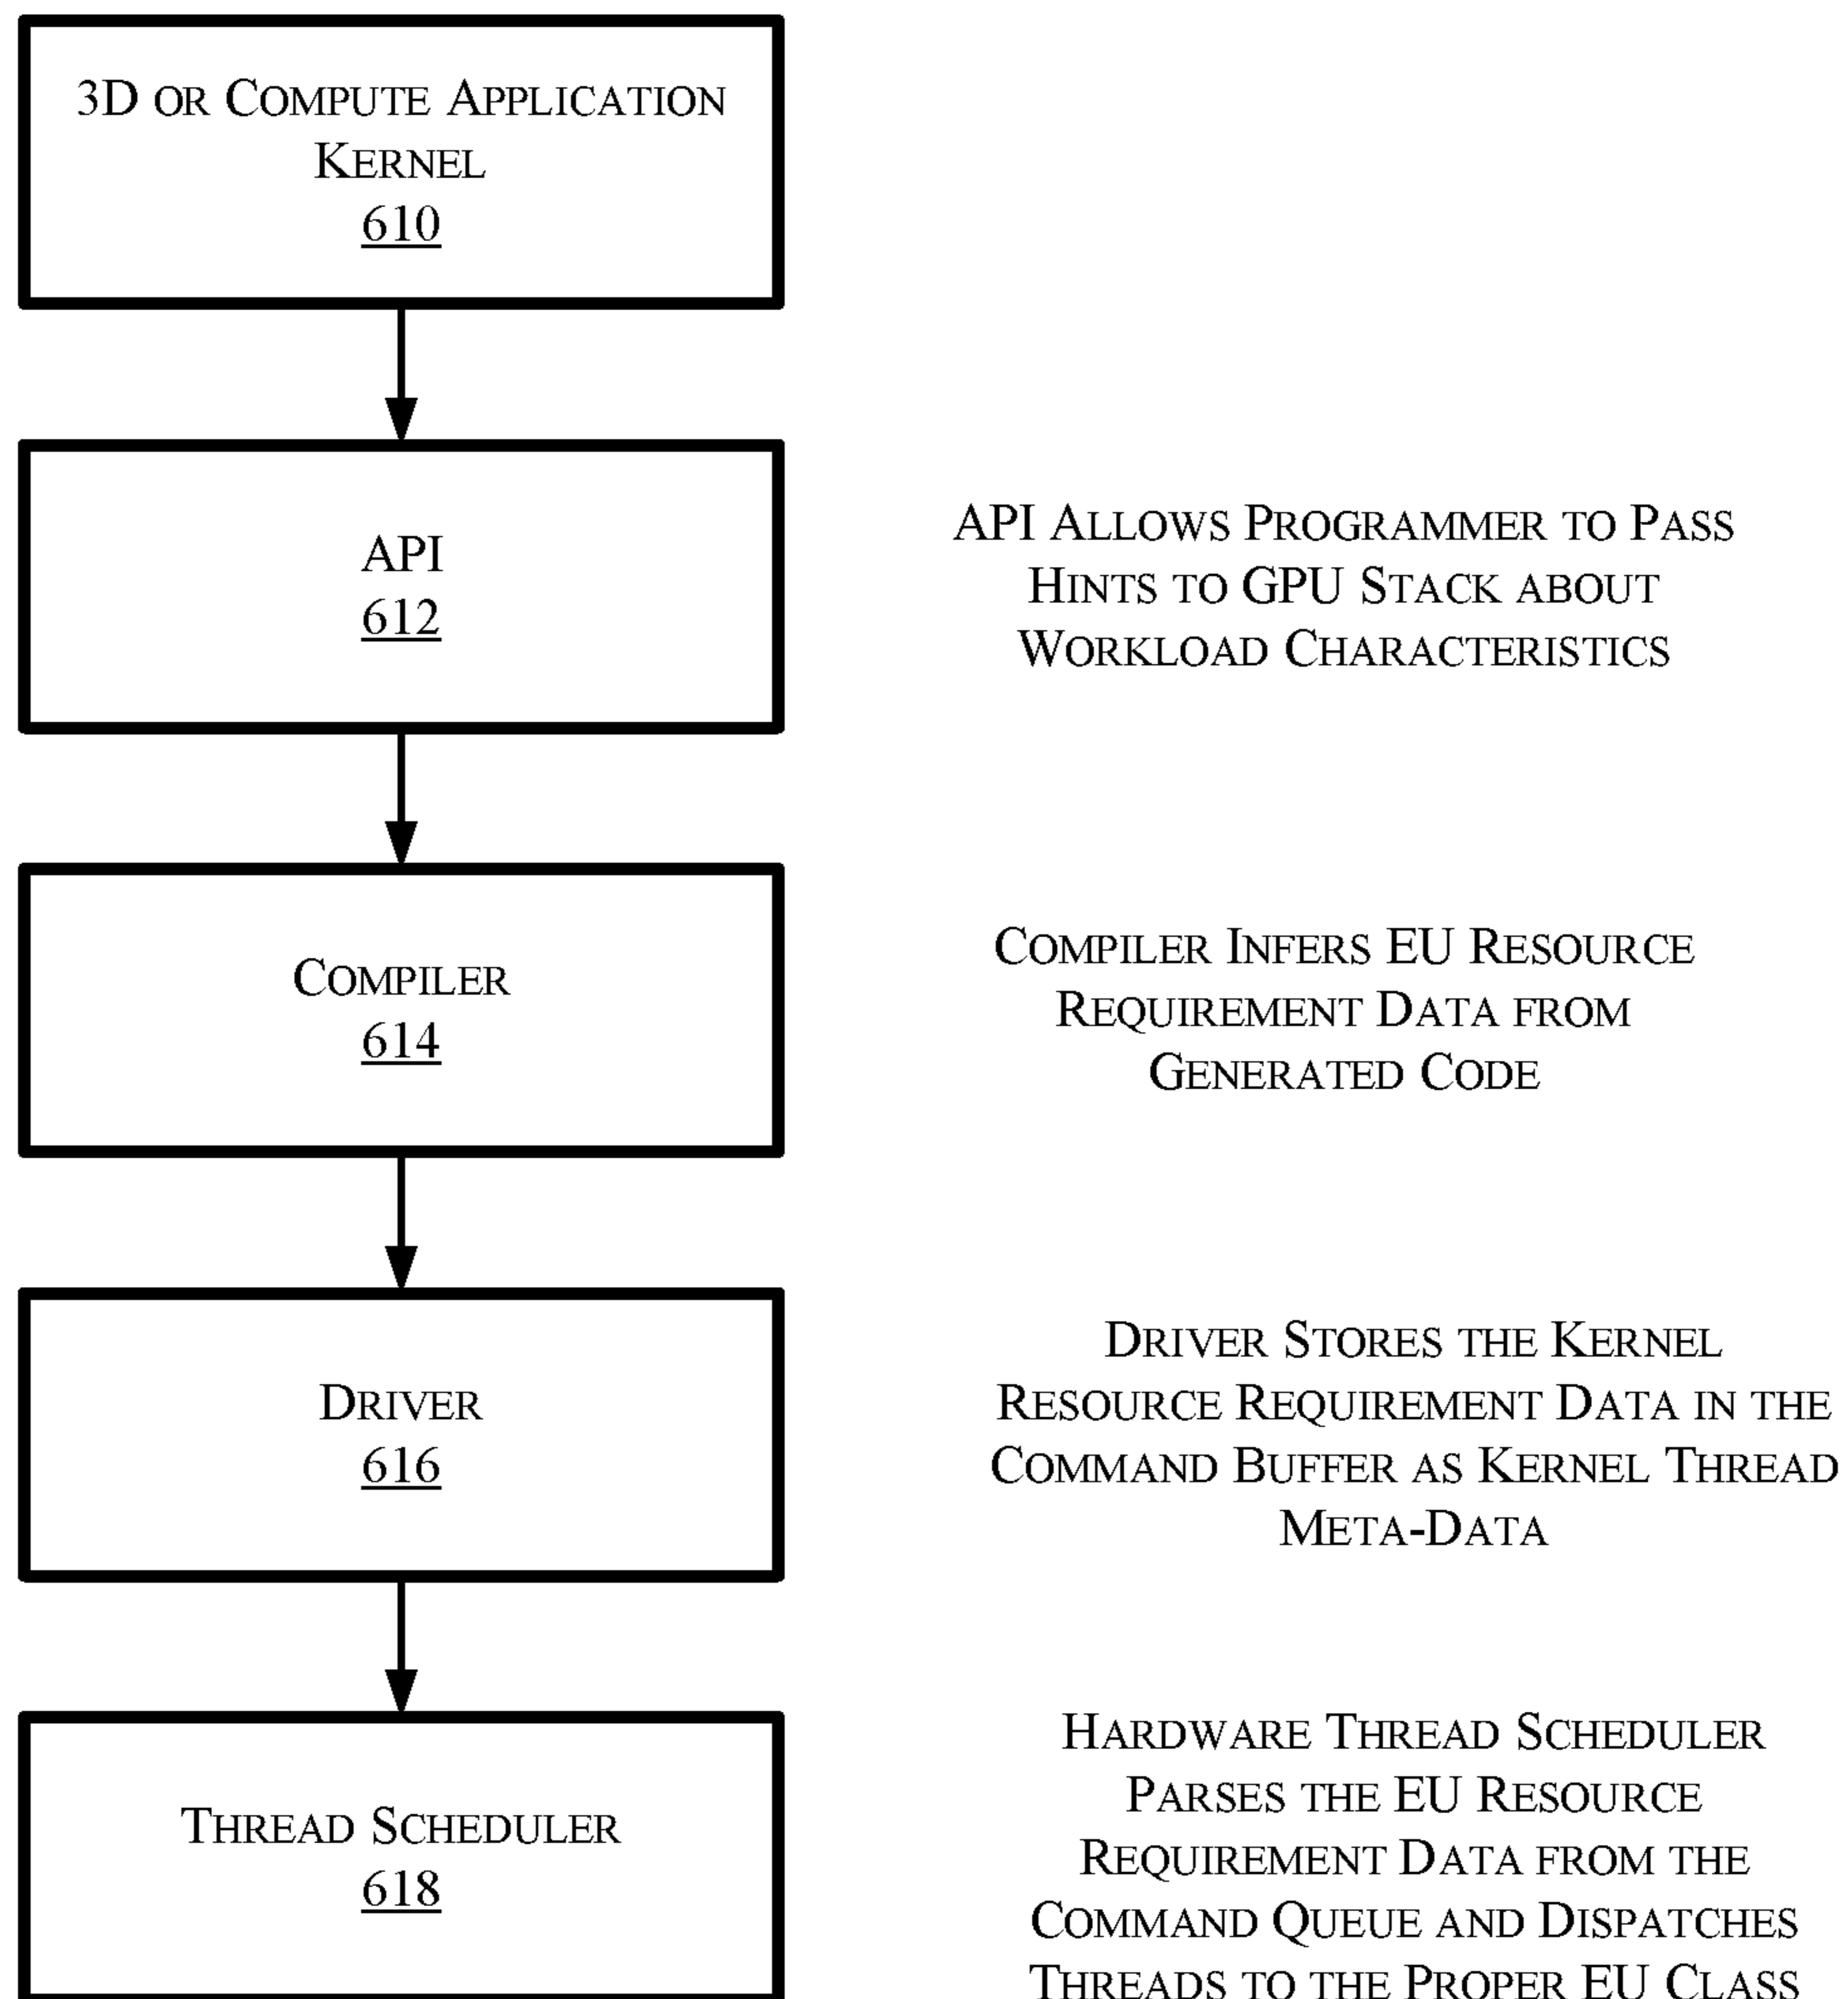 3D or Compute Application
Kernel
610
API
612
API Allows Programmer to Pass
Hints to GPU Stack about
Workload Characteristics
Compiler
614
Compiler Infers EU Resource
Requirement Data from
Generated Code
Driver
616
Driver Stores the Kernel
Resource Requirement Data in the
Command Buffer as Kernel Thread
Meta-Data
Thread Scheduler
618
Hardware Thread Scheduler
Parses the EU Resource
Requirement Data from the
Command Queue and Dispatches
Threads to the Proper EU Class